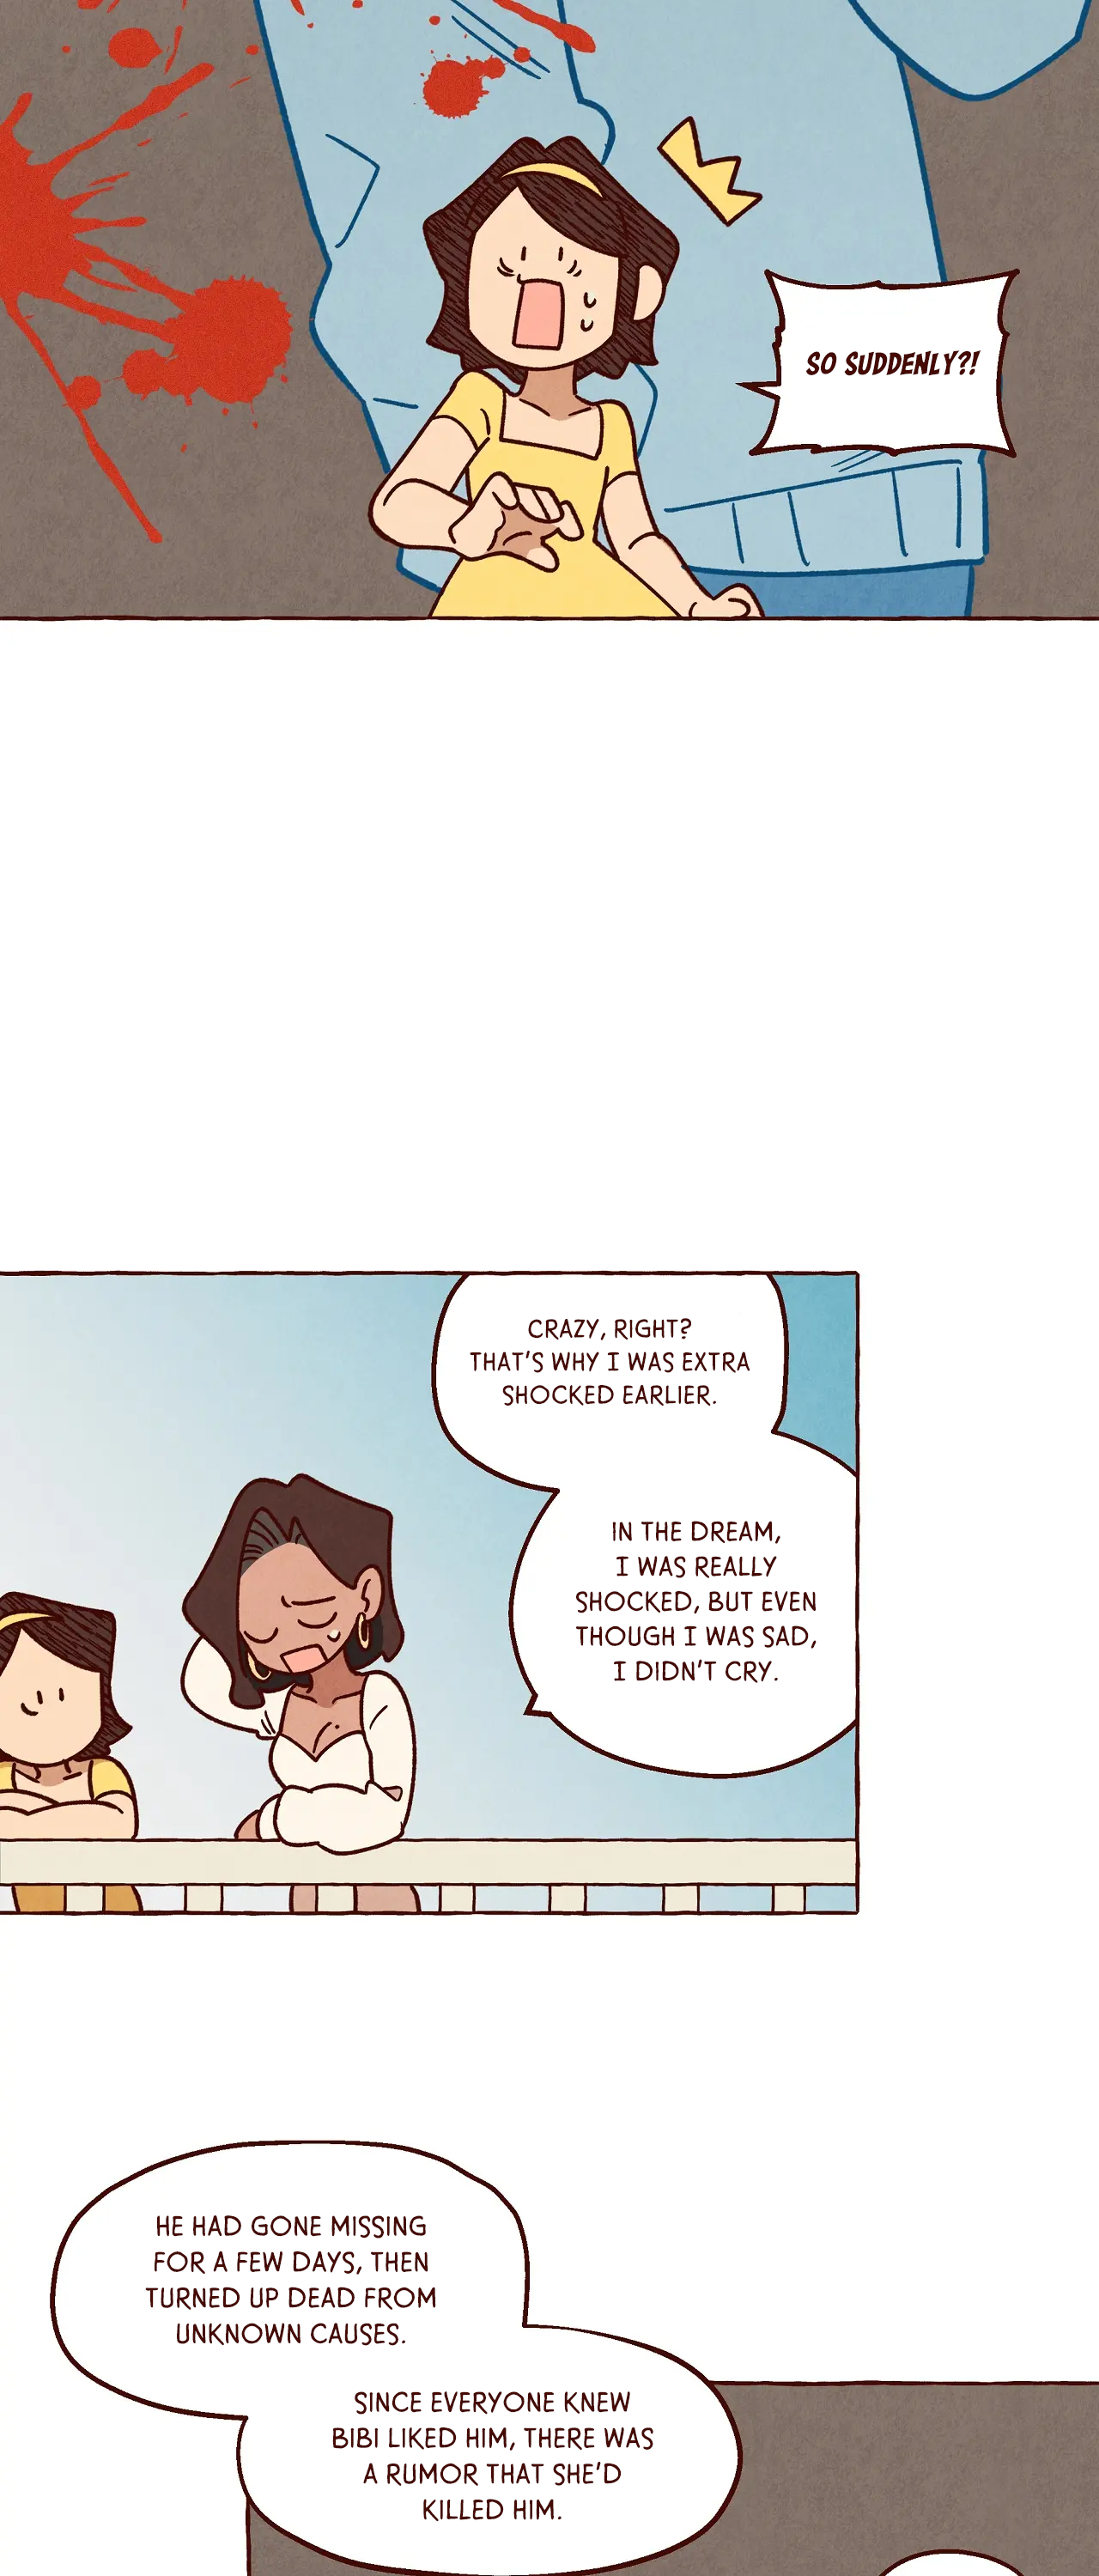 SO SUDDENLY?!
CRAZY, RIGHT?
THAT'S WHY I WAS EXTRA
SHOCKED EARLIER.
IN THE DREAM,
I WAS REALLY
SHOCKED, BUT EVEN
THOUGH I WAS SAD,
I DIDN'T CRY.
HE HAD GONE MISSING
FOR A FEW DAYS, THEN
TURNED UP DEAD FROM
UNKNOWN CAUSES.
SINCE EVERYONE KNEW
BIBI LIKED HIM, THERE WAS
A RUMOR THAT SHE'D
KILLED HIM.